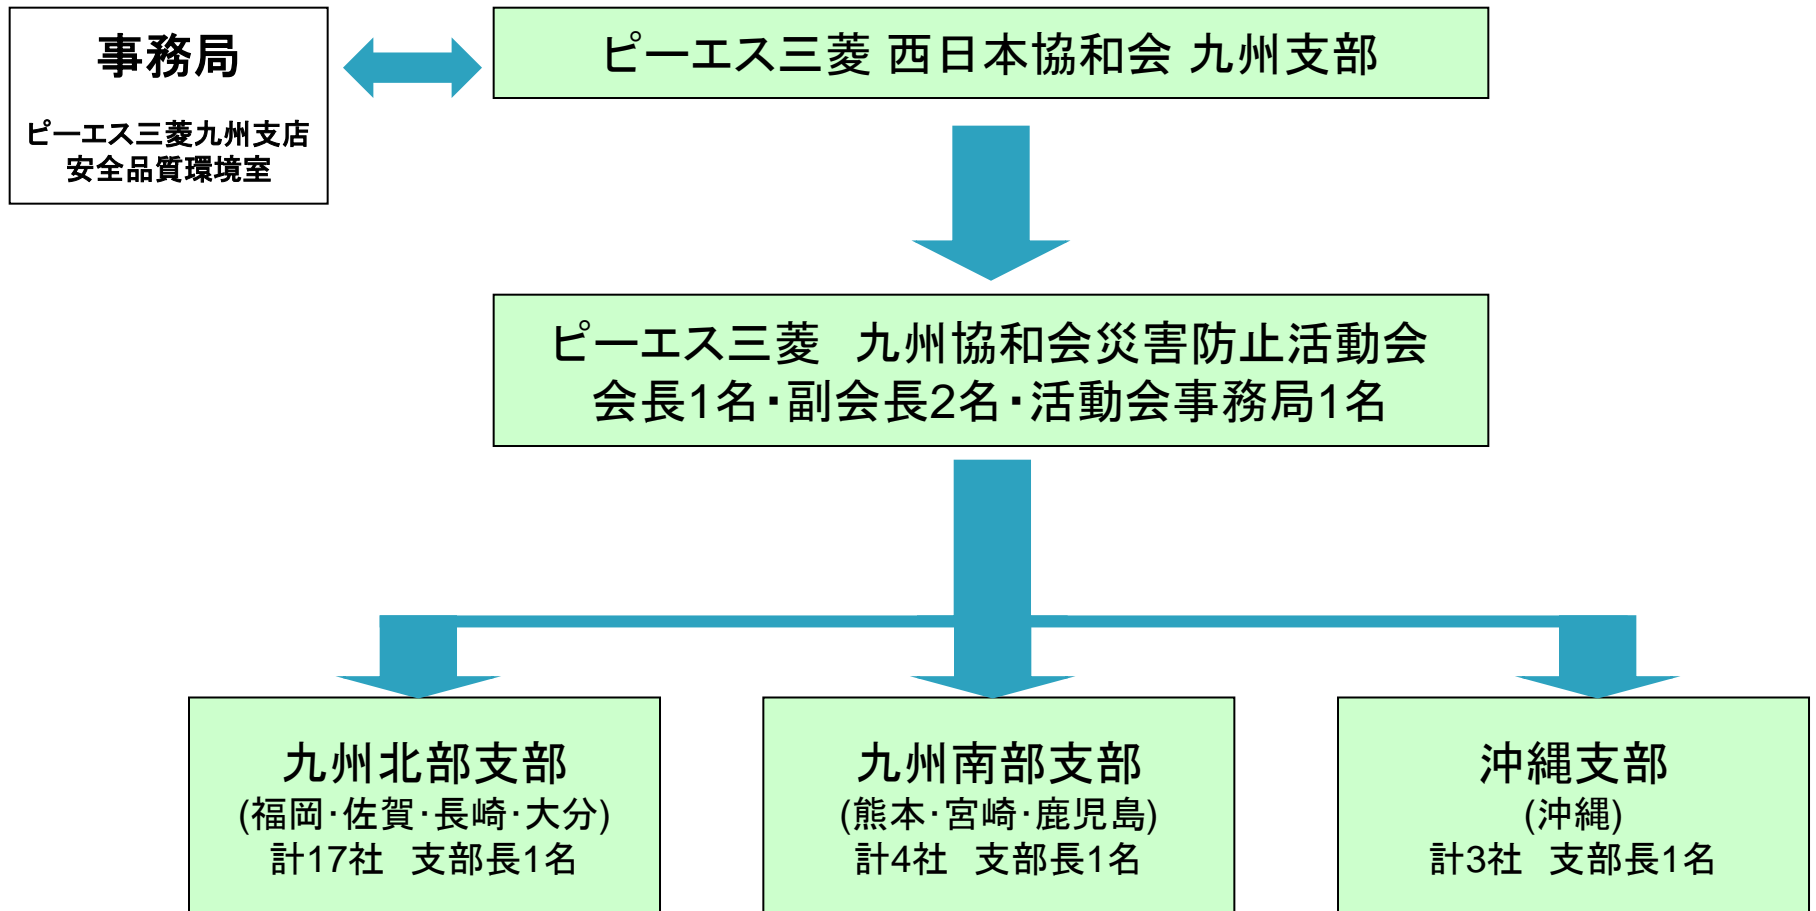 事務局
ピーエス三菱九州支店
安全品質環境室
ピーエス三菱 西日本協和会 九州支部
ピーエス三菱　九州協和会災害防止活動会
会長1名・副会長2名・活動会事務局1名
九州北部支部
(福岡・佐賀・長崎・大分)
計17社　支部長1名
九州南部支部
(熊本・宮崎・鹿児島)
計4社　支部長1名
沖縄支部
(沖縄)
計3社　支部長1名